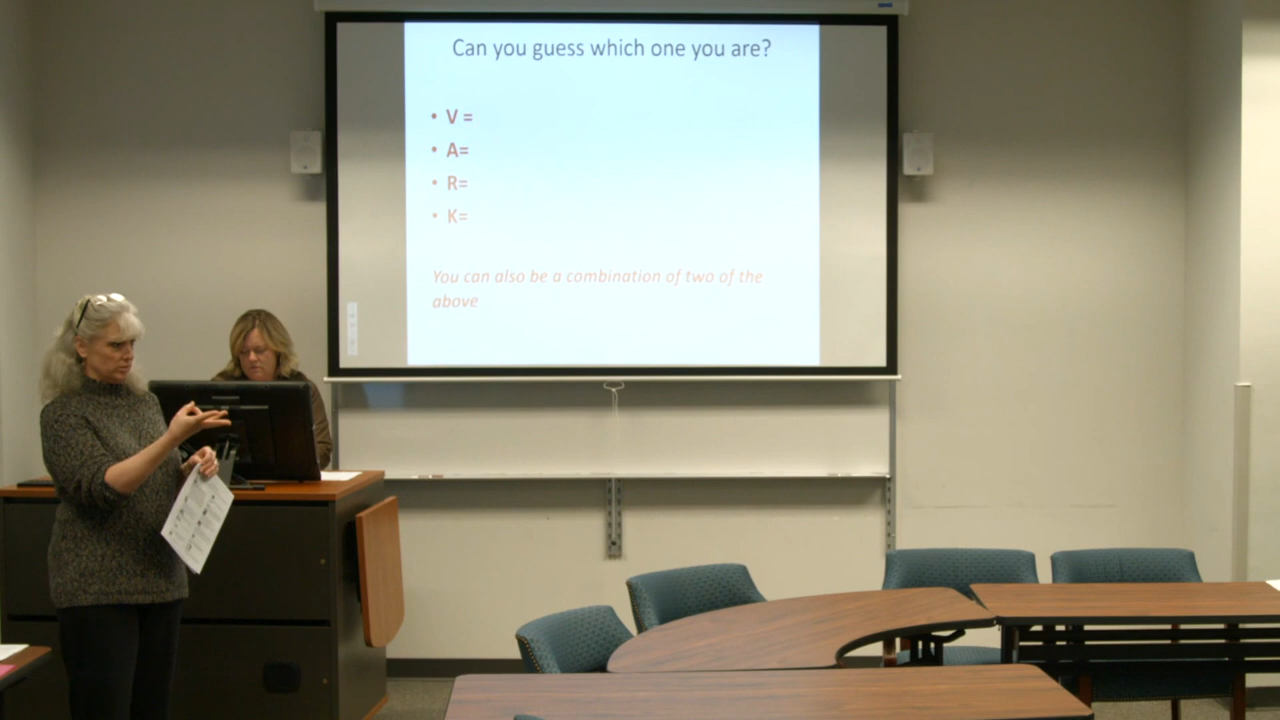 Can you guess which one you are?
• V =
• A=
• R=
• K=
You can also be a combination of two of the
above